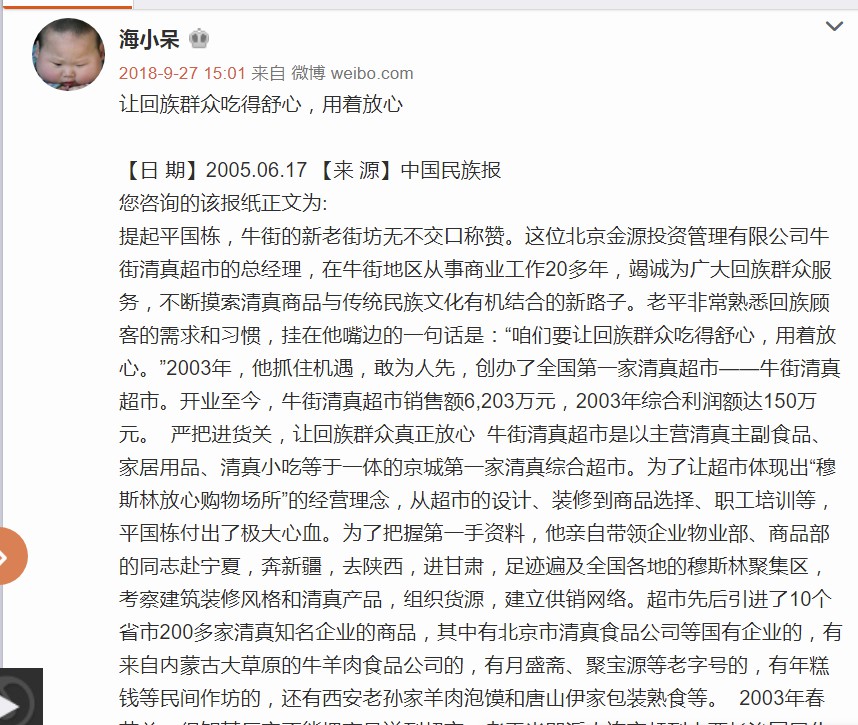 海小呆
2018-9-27 15:01 来自 微博 weibo.com
让回族群众吃得舒心，用着放心
【日 期】2005.06.17 【来 源】中国民族报
您咨询的该报纸正文为:
提起平国栋，牛街的新老街坊无不交口称赞。这位北京金源投资管理有限公司牛
街清真超市的总经理，在牛街地区从事商业工作20多年，竭诚为广大回族群众服
务，不断摸索清真商品与传统民族文化有机结合的新路子。老平非常熟悉回族顾
客的需求和习惯，挂在他嘴边的一句话是：“咱们要让回族群众吃得舒心，用着放
心。”2003年，他抓住机遇，敢为人先，创办了全国第一家清真超市——牛街清真
超市。开业至今，牛街清真超市销售额6,203万元，2003年综合利润额达150万
元。 严把进货关，让回族群众真正放心 牛街清真超市是以主营清真主副食品、
家居用品、清真小吃等于一体的京城第一家清真综合超市。为了让超市体现出“穆
斯林放心购物场所”的经营理念，从超市的设计、装修到商品选择、职工培训等，
平国栋付出了极大心血。为了把握第一手资料，他亲自带领企业物业部、商品部
的同志赴宁夏，奔新疆，去陕西，进甘肃，足迹遍及全国各地的穆斯林聚集区，
考察建筑装修风格和清真产品，组织货源，建立供销网络。超市先后引进了10个
省市200多家清真知名企业的商品，其中有北京市清真食品公司等国有企业的，有
来自内蒙古大草原的牛羊肉食品公司的，有月盛斋、聚宝源等老字号的，有年糕
钱等民间作坊的，还有西安老孙家羊肉泡馍和唐山伊家包装熟食等。 2003年春